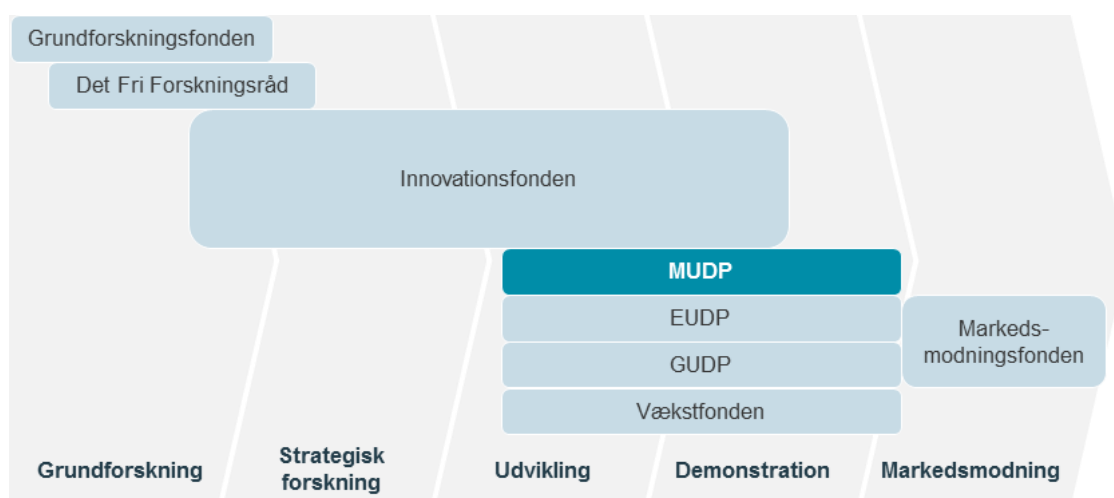 Grundforskningsfonden
Det Fri Forskningsråd
Innovationsfonden
MUDP
EUDP
GUDP
Vækstfonden
Markeds-
modningsfonden
Grundforskning
Strategisk
forskning
Udvikling
Demonstration
Markedsmodning